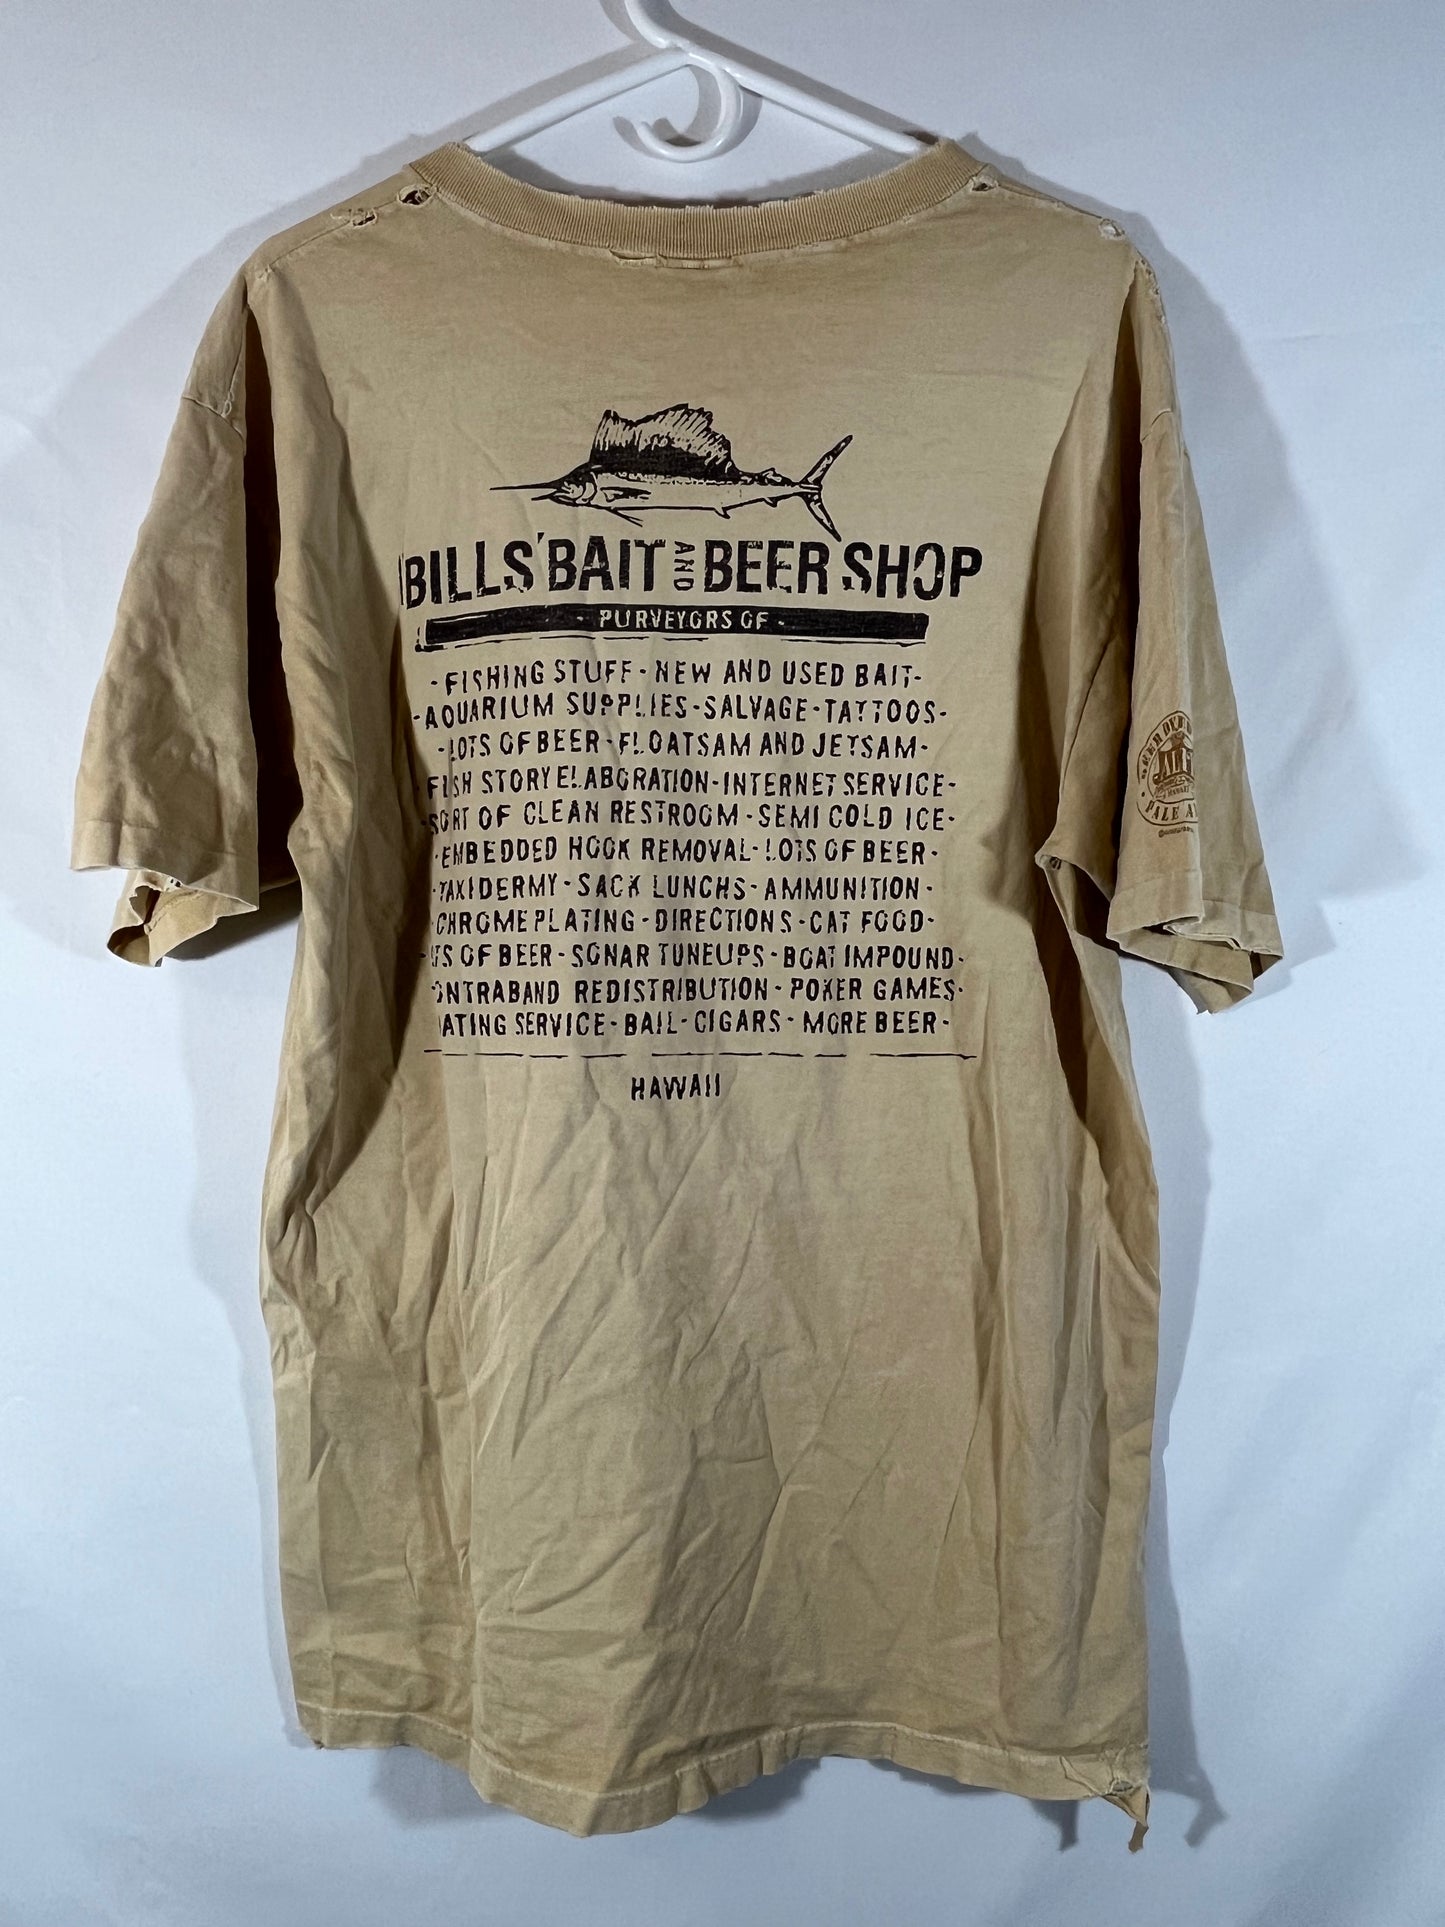 BILLS' BAIT AND BEER SHOP
- PURVEYORS OF -
- FISHING STUFF - NEW AND USED BAIT-
-AQUARIUM SUPPLIES-SALVAGE-TATTOOS-
-LOTS OF BEER-FLOATSAM AND JETSAM-
FISH STORY ELABORATION-INTERNET SERVICE-
-SORT OF CLEAN RESTROOM-SEMI COLD ICE-
-EMBEDDED HOOK REMOVAL-LOTS OF BEER-
-TAXIDERMY-SACK LUNCHS-AMMUNITION-
-CHROME PLATING-DIRECTIONS-CAT FOOD-
-OTS OF BEER-SONAR TUNEUPS-BOAT IMPOUND-
ONTRABAND REDISTRIBUTION-POKER GAMES-
ATING SERVICE-BAIL-CIGARS-MORE BEER-
HAWAII
PALE